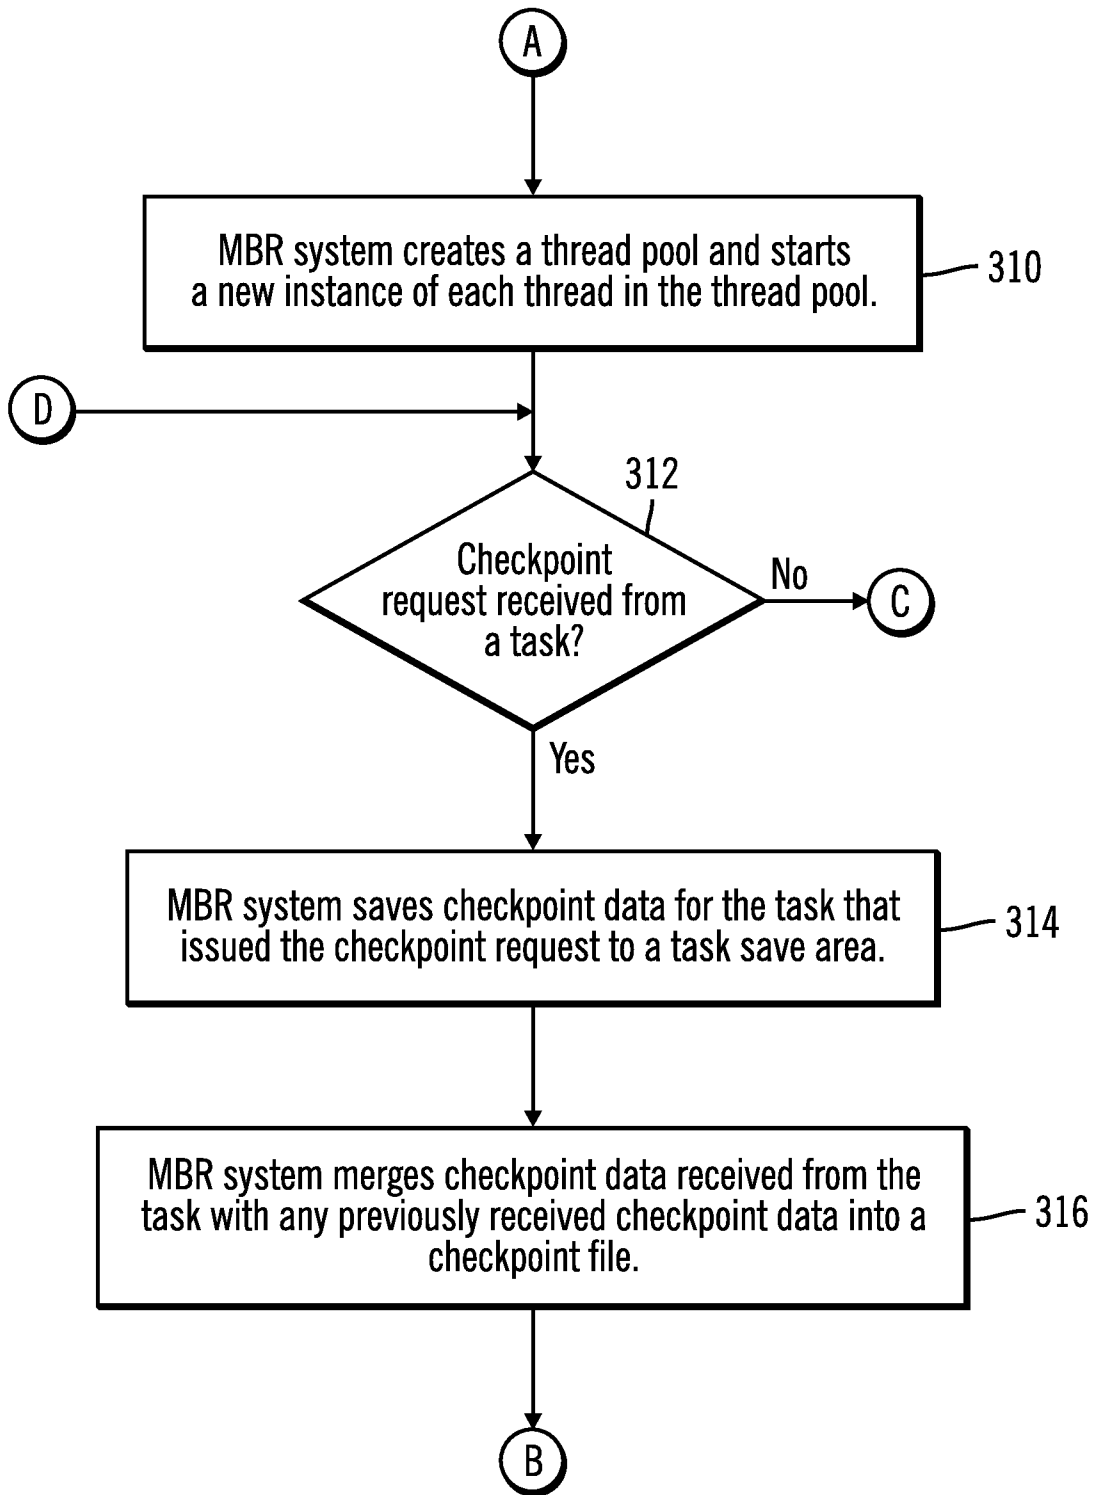 A
MBR system creates a thread pool and starts
a new instance of each thread in the thread pool.
310
D
312
Checkpoint
request received from
a task?
No
C
Yes
MBR system saves checkpoint data for the task that
issued the checkpoint request to a task save area.
314
MBR system merges checkpoint data received from the
task with any previously received checkpoint data into a
checkpoint file.
316
B